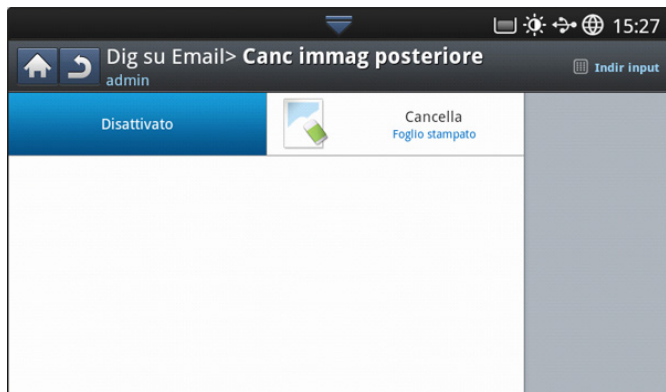 15:27
Dig su Email> Canc immag posteriore
admin
Indir input
Disattivato
Cancella
Foglio stampato